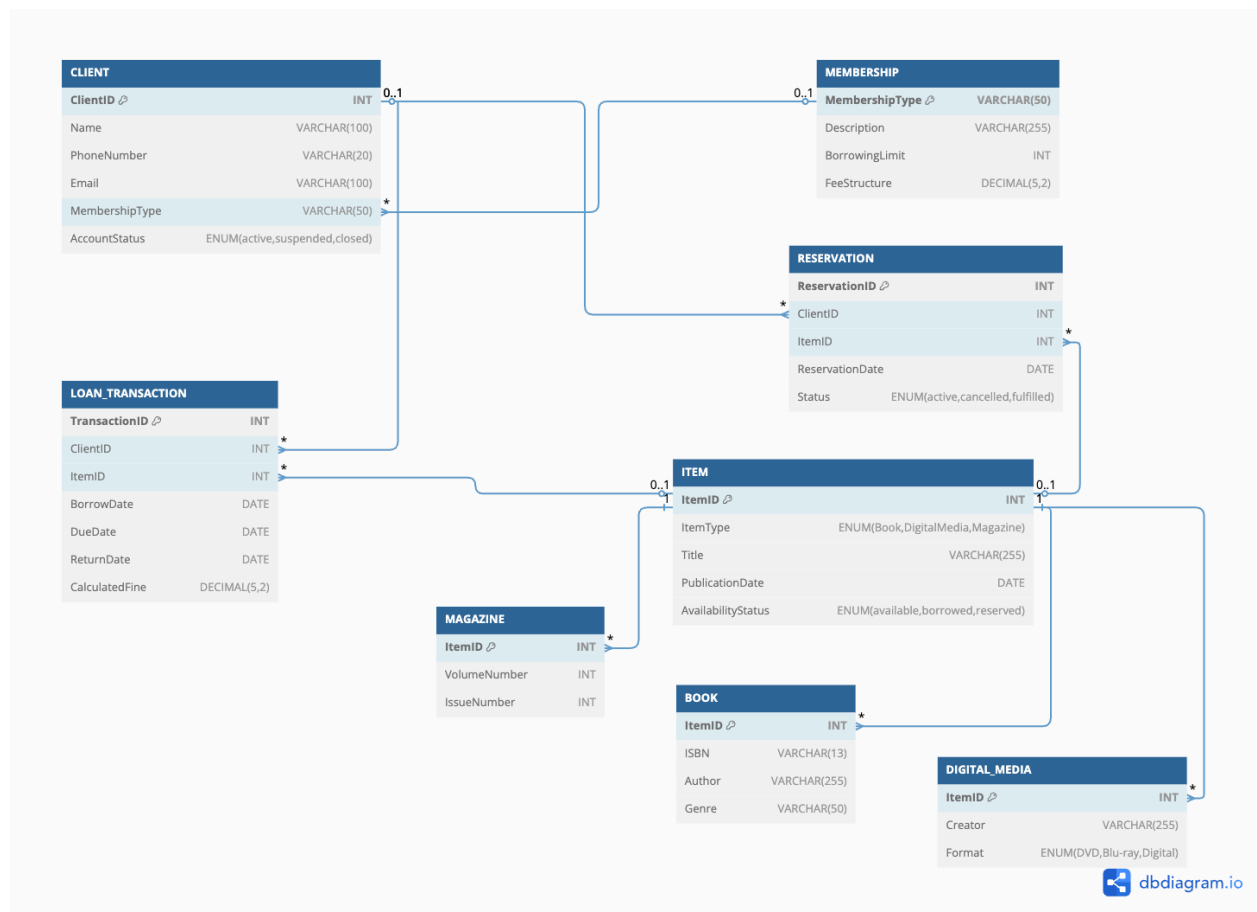 CLIENT
ClientID INT
Name VARCHAR(100)
PhoneNumber VARCHAR(20)
Email VARCHAR(100)
MembershipType VARCHAR(50)
AccountStatus ENUM(active,suspended,closed)
0..1
*
0..1
MEMBERSHIP
MembershipType VARCHAR(50)
Description VARCHAR(255)
BorrowingLimit INT
FeeStructure DECIMAL(5,2)
RESERVATION
ReservationID INT
* ClientID INT
ItemID INT *
ReservationDate DATE
Status ENUM(active,cancelled,fulfilled)
LOAN_TRANSACTION
TransactionID INT
ClientID INT *
ItemID INT *
BorrowDate DATE
DueDate DATE
ReturnDate DATE
CalculatedFine DECIMAL(5,2)
ITEM
0..1 0..1
1 ItemID INT 1
ItemType ENUM(Book,DigitalMedia,Magazine)
Title VARCHAR(255)
PublicationDate DATE
AvailabilityStatus ENUM(available,borrowed,reserved)
MAGAZINE
ItemID INT *
VolumeNumber INT
IssueNumber INT
BOOK
ItemID INT *
ISBN VARCHAR(13)
Author VARCHAR(255)
Genre VARCHAR(50)
DIGITAL_MEDIA
ItemID INT *
Creator VARCHAR(255)
Format ENUM(DVD,Blu-ray,Digital)
dbdiagram.io